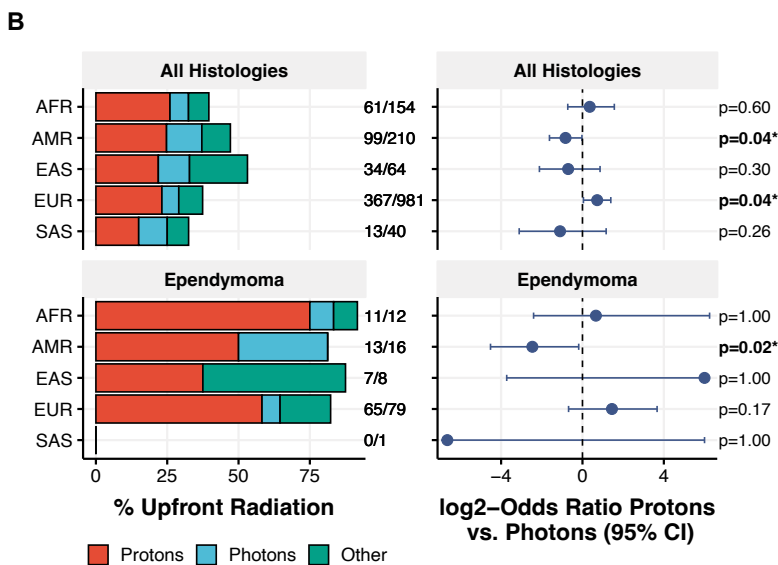 B
All Histologies
All Histologies
AFR
61/154
p=0.60
AMR
99/210
p=0.04*
EAS
34/64
p=0.30
EUR
367/981
p=0.04*
SAS
13/40
p=0.26
Ependymoma
Ependymoma
AFR
11/12
p=1.00
AMR
13/16
p=0.02*
EAS
7/8
p=1.00
EUR
65/79
p=0.17
SAS
0/1
p=1.00
0 25 50 75
−4 0 4
% Upfront Radiation
log2−Odds Ratio Protons
vs. Photons (95% CI)
Protons Photons Other